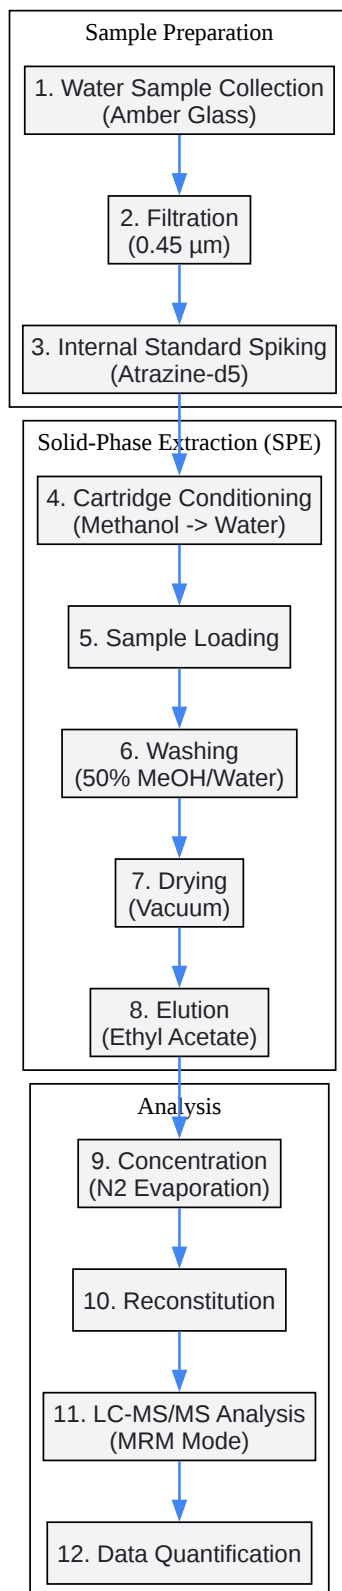 Sample Preparation
1. Water Sample Collection
(Amber Glass)
2. Filtration
(0.45 µm)
3. Internal Standard Spiking
(Atrazine-d5)
Solid-Phase Extraction (SPE)
4. Cartridge Conditioning
(Methanol -> Water)
5. Sample Loading
6. Washing
(50% MeOH/Water)
7. Drying
(Vacuum)
8. Elution
(Ethyl Acetate)
Analysis
9. Concentration
(N2 Evaporation)
10. Reconstitution
11. LC-MS/MS Analysis
(MRM Mode)
12. Data Quantification